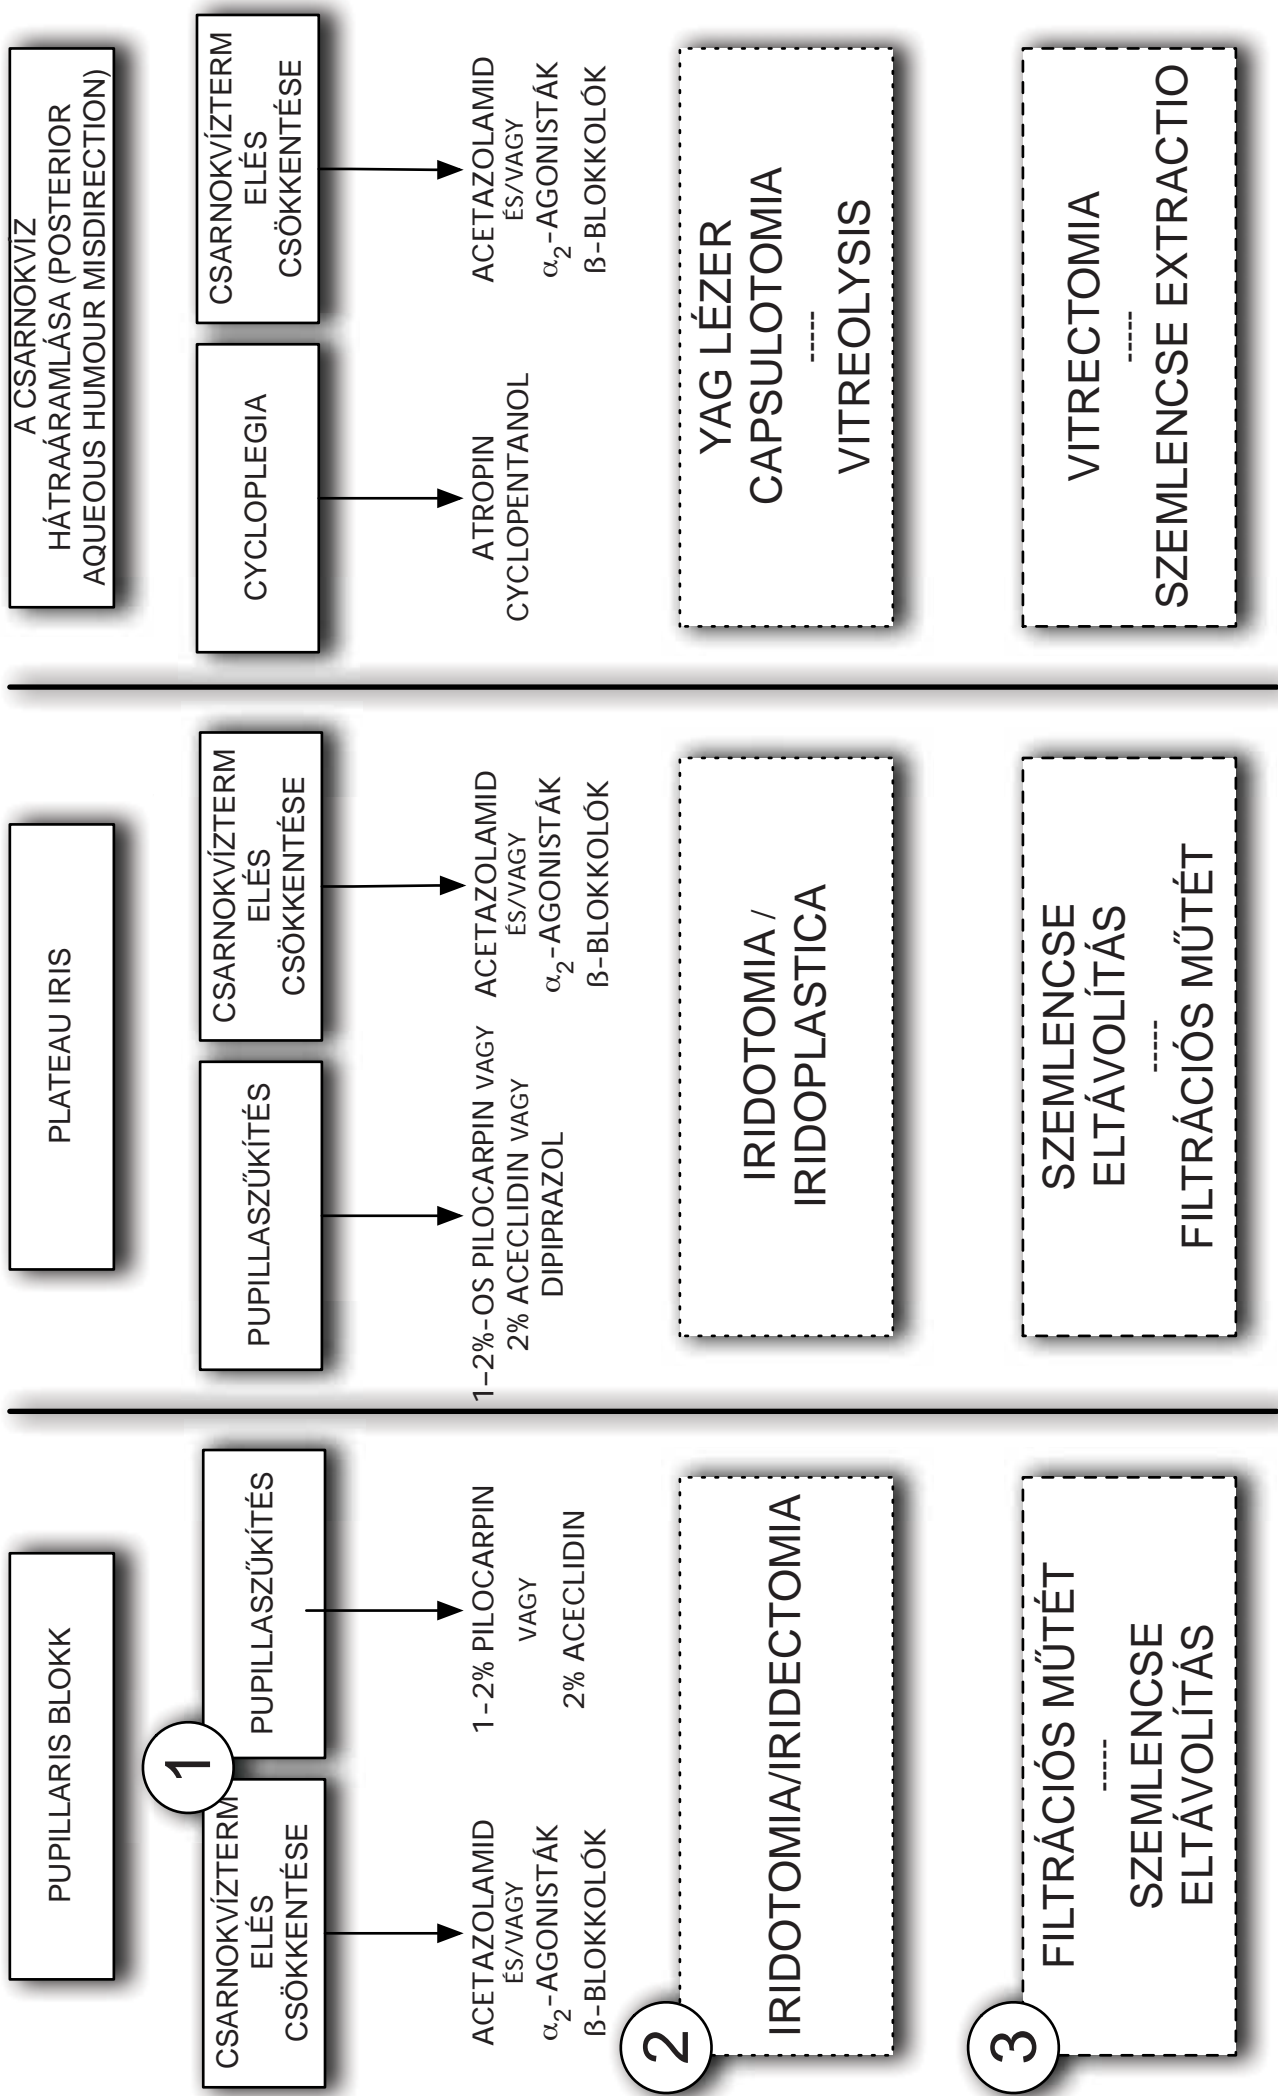 PUPILLARIS BLOKK
1
CSARNOKVÍZTERM
ELÉS
CSÖKKENTÉSE
PUPILLASZŰKÍTÉS
ACETAZOLAMID
ÉS/VAGY
α2-AGONISTÁK
ß-BLOKKOLÓK
1-2% PILOCARPIN
VAGY
2% ACECLIDIN
2
IRIDOTOMIA/IRIDECTOMIA
3
FILTRÁCIÓS MŰTÉT
-----
SZEMLENCSE
ELTÁVOLÍTÁS
PLATEAU IRIS
PUPILLASZŰKÍTÉS
CSARNOKVÍZTERM
ELÉS
CSÖKKENTÉSE
1-2%-OS PILOCARPIN VAGY
2% ACECLIDIN VAGY
DIPIPRAZOL
ACETAZOLAMID
ÉS/VAGY
α2-AGONISTÁK
ß-BLOKKOLÓK
IRIDOTOMIA /
IRIDOPLASTICA
SZEMLENCSE
ELTÁVOLÍTÁS
-----
FILTRÁCIÓS MŰTÉT
A CSARNOKVÍZ
HÁTRAÁRAMLÁSA (POSTERIOR
AQUEOUS HUMOUR MISDIRECTION)
CYCLOPLEGIA
CSARNOKVÍZTERM
ELÉS
CSÖKKENTÉSE
ATROPIN
CYCLOPENTANOL
ACETAZOLAMID
ÉS/VAGY
α2-AGONISTÁK
ß-BLOKKOLÓK
YAG LÉZER
CAPSULOTOMIA
-----
VITREOLYSIS
VITRECTOMIA
-----
SZEMLENCSE EXTRACTIO